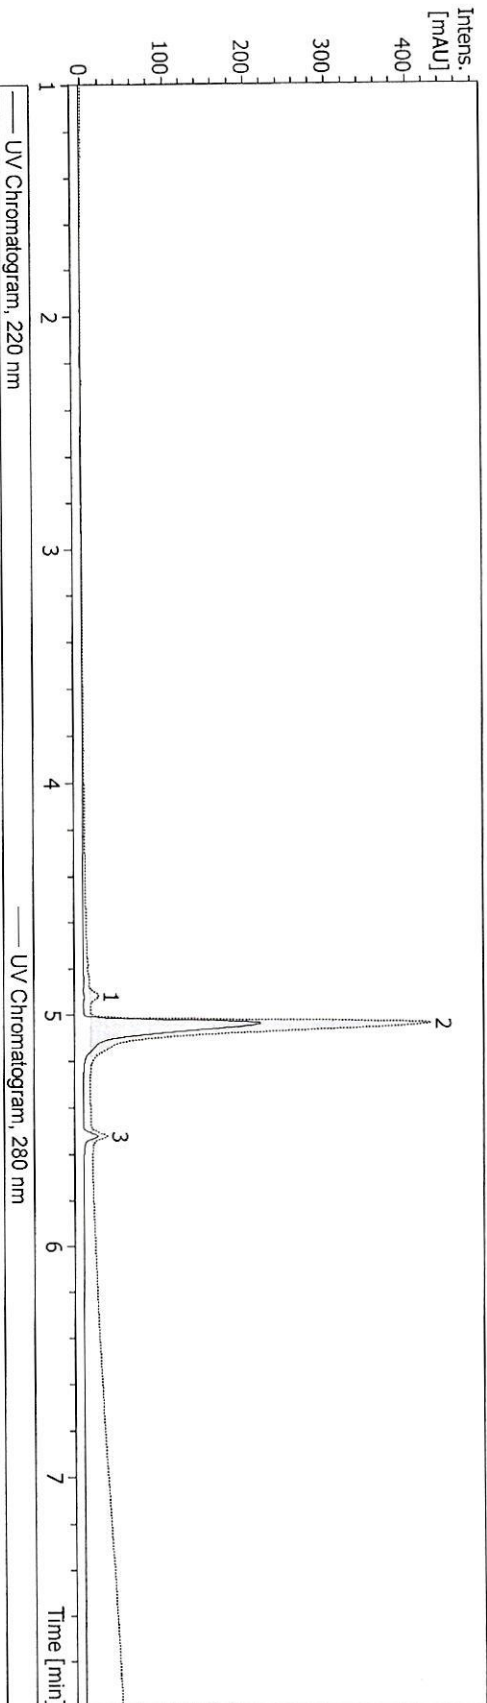 Intens.
[mAU]
400
300
200
100
0
1
2
3
1 2 3 4 5 6 7 Time [min]
UV Chromatogram, 220 nm UV Chromatogram, 280 nm